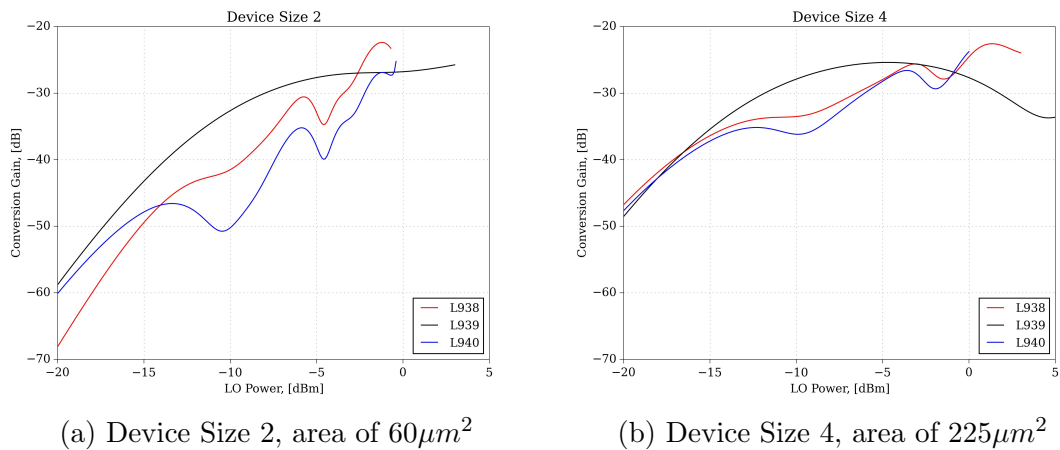 Device Size 2
Conversion Gain, [dB]
−20
−30
−40
−50
−60
−70
−20
−15
−10
−5
0
5
LO Power, [dBm]
L938
L939
L940
(a) Device Size 2, area of 60μm²
Device Size 4
Conversion Gain, [dB]
−20
−30
−40
−50
−60
−70
−20
−15
−10
−5
0
5
LO Power, [dBm]
L938
L939
L940
(b) Device Size 4, area of 225μm²